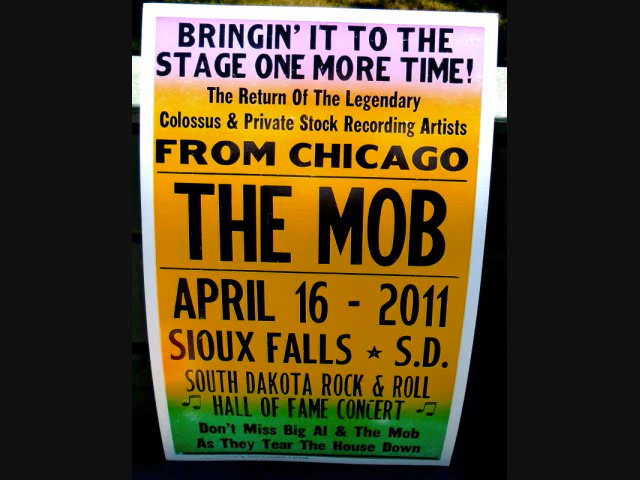 BRINGIN' IT TO THE
STAGE ONE MORE TIME!
The Return Of The Legendary
Colossus & Private Stock Recording Artists
FROM CHICAGO
THE MOB
APRIL 16 - 2011
SIOUX FALLS ★ S.D.
SOUTH DAKOTA ROCK & ROLL
♫ HALL OF FAME CONCERT ♫
Don't Miss Big Al & The Mob
As They Tear The House Down